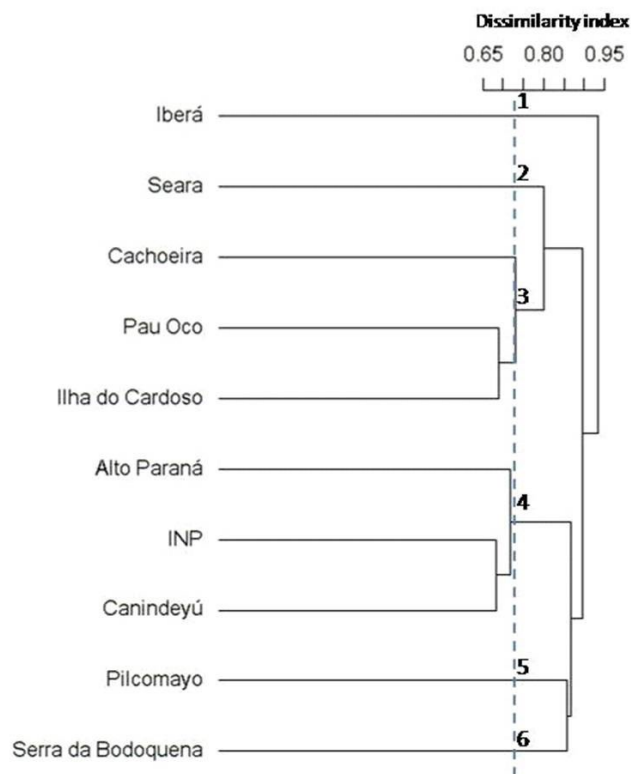 Dissimilarity index
0.65 0.80 0.95
1
Iberá
2
Seara
Cachoeira
3
Pau Oco
Ilha do Cardoso
Alto Paraná
4
INP
Canindeyú
5
Pilcomayo
6
Serra da Bodoquena